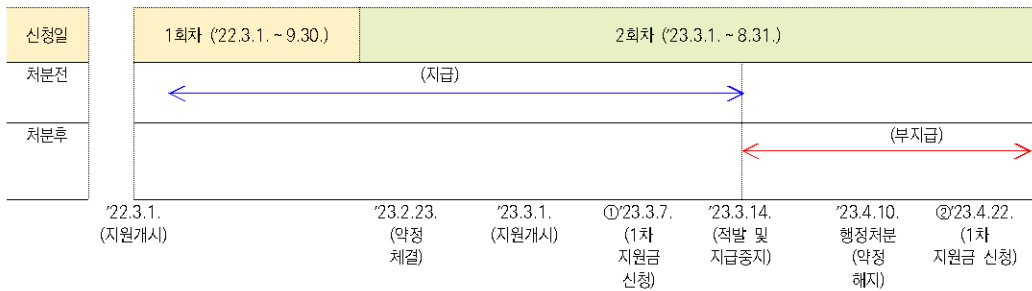 신청일
1회차 ('22.3.1. ~ 9.30.)
2회차 ('23.3.1. ~ 8.31.)
처분전
(지급)
처분후
(부지급)
'22.3.1.
(지원개시)
'23.2.23.
(약정
체결)
'23.3.1.
(지원개시)
①'23.3.7.
(1차
지원금
신청)
'23.3.14.
(적발 및
지급중지)
'23.4.10.
행정처분
(약정
해지)
②'23.4.22.
(1차
지원금 신청)